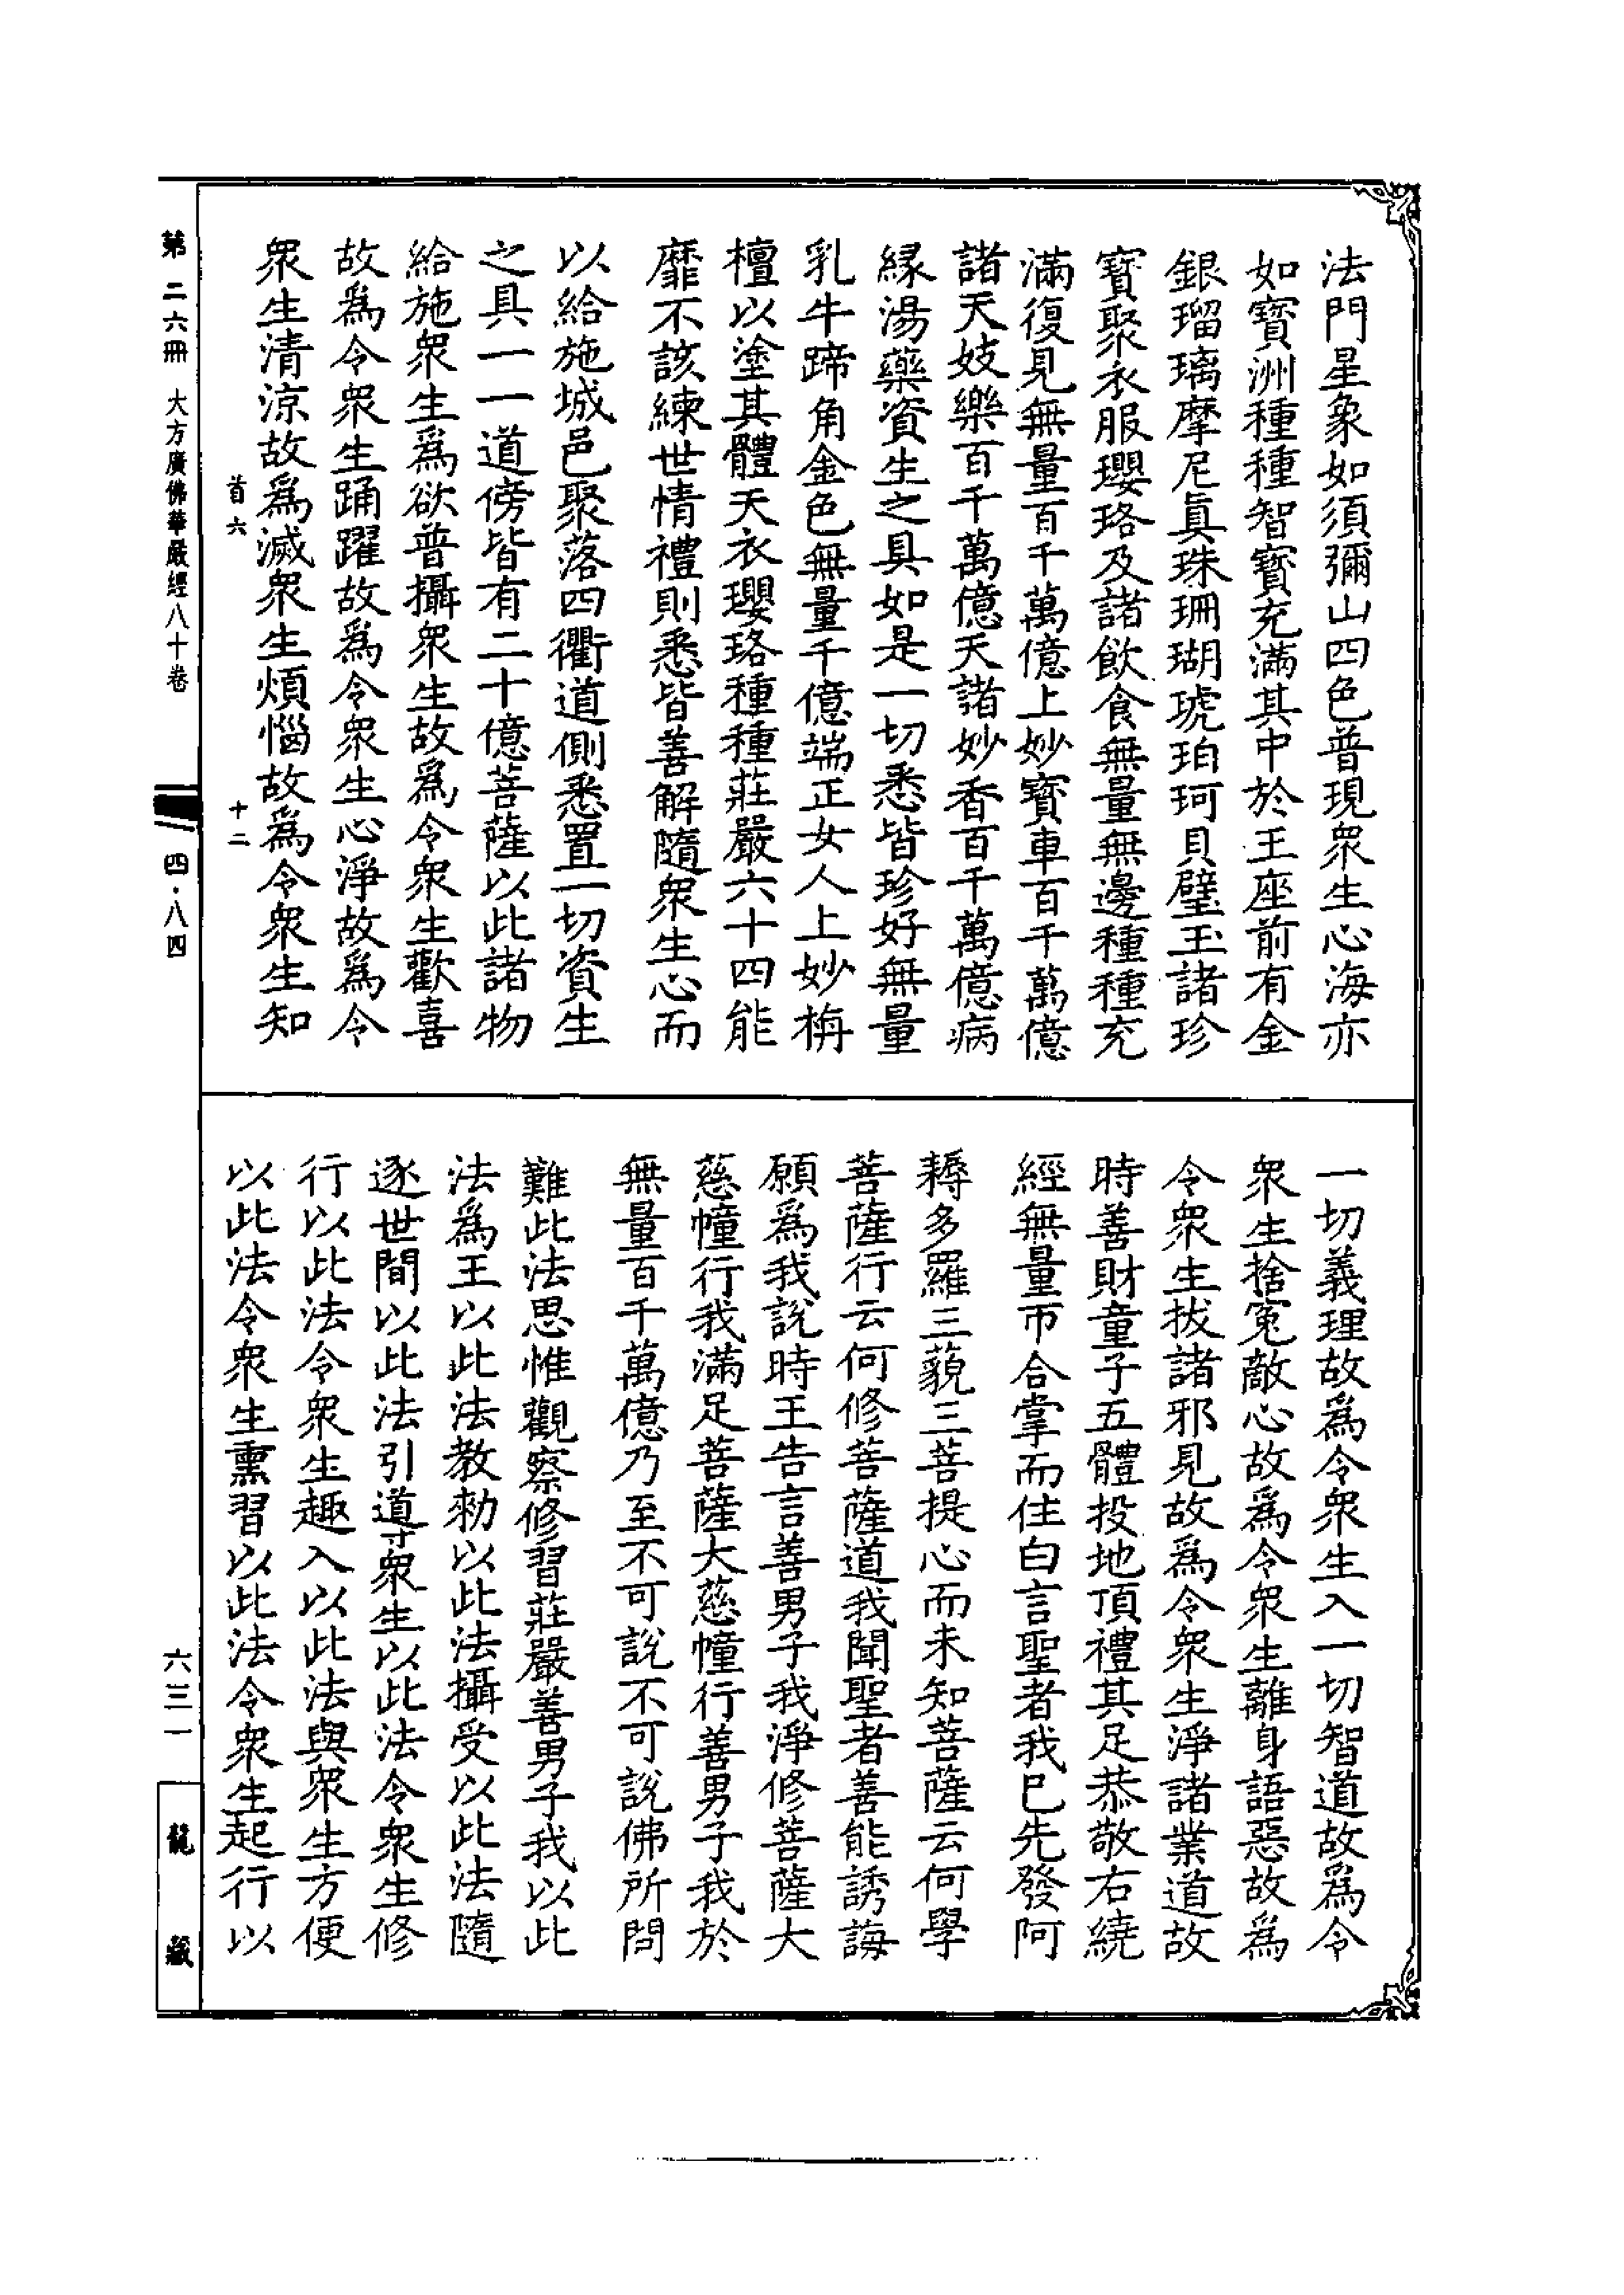 法門星象如須彌山四色普現衆生心海亦
如寶洲種種智寶充滿其中於王座前有金
銀瑠璃摩尼眞珠珊瑚琥珀珂貝璧玉諸珍
寶聚衣服瓔珞及諸飲食無量無邊種種充
滿復見無量百千萬億上妙寶車百千萬億
諸天妓樂百千萬億天諸妙香百千萬億病
緣湯藥資生之具如是一切悉皆珍好無量
乳牛蹄角金色無量千億端正女人上妙栴
檀以塗其體天衣瓔珞種種莊嚴六十四能
靡不該練世情禮則悉皆善解隨衆生心而
以給施城邑聚落四衢道側悉置一切資生
之具一一道傍皆有二十億菩薩以此諸物
給施衆生爲欲普攝衆生故爲令衆生歡喜
故爲令衆生踊躍故爲令衆生心淨故爲令
衆生清涼故爲滅衆生煩惱故爲令衆生知
一切義理故爲令衆生入一切智道故爲令
衆生捨冤敵心故爲令衆生離身語惡故爲
令衆生拔諸邪見故爲令衆生淨諸業道故
時善財童子五體投地頂禮其足恭敬右繞
經無量帀合掌而住白言聖者我已先發阿
耨多羅三藐三菩提心而未知菩薩云何學
菩薩行云何修菩薩道我聞聖者善能誘誨
願爲我說時王告言善男子我淨修菩薩大
慈幢行我滿足菩薩大慈幢行善男子我於
無量百千萬億乃至不可說不可說佛所問
難此法思惟觀察修習莊嚴善男子我以此
法爲王以此法教勑以此法攝受以此法隨
逐世間以此法引導衆生以此法令衆生修
行以此法令衆生趣入以此法與衆生方便
以此法令衆生熏習以此法令衆生起行以
首六
十二
第二六冊 大方廣佛華嚴經八十卷
四·八四
六三一
龍藏